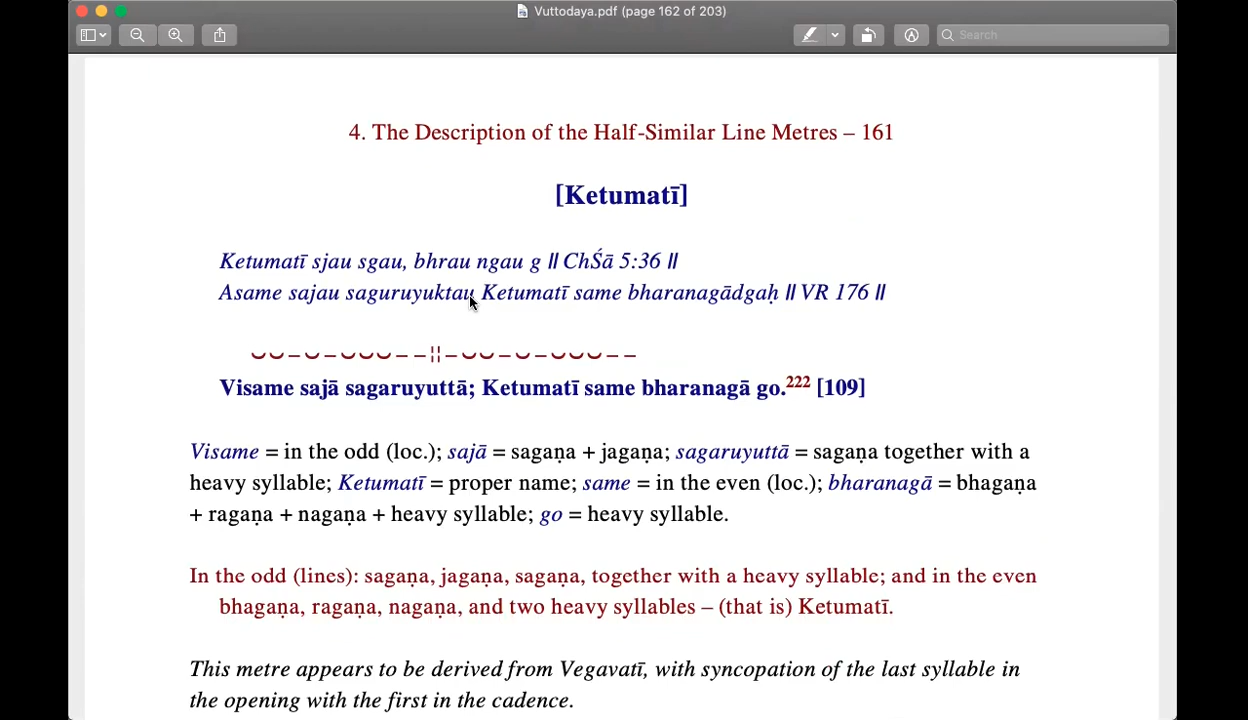 Vuttodaya.pdf (page 162 of 203)
Search
4. The Description of the Half-Similar Line Metres – 161
[Ketumatī]
Ketumatī sjau sgau, bhrau ngau g ǁ ChŚā 5:36 ǁ
Asame sajau saguruyuktau Ketumatī same bharanagādgaḥ ǁ VR 176 ǁ
⏑⏑–⏑–⏑⏑⏑––¦¦–⏑⏑–⏑–⏑⏑⏑––
Visame sajā sagaruyuttā; Ketumatī same bharanagā go.222 [109]
Visame = in the odd (loc.); sajā = sagaṇa + jagaṇa; sagaruyuttā = sagaṇa together with a
heavy syllable; Ketumatī = proper name; same = in the even (loc.); bharanagā = bhagaṇa
+ ragaṇa + nagaṇa + heavy syllable; go = heavy syllable.
In the odd (lines): sagaṇa, jagaṇa, sagaṇa, together with a heavy syllable; and in the even
bhagaṇa, ragaṇa, nagaṇa, and two heavy syllables – (that is) Ketumatī.
This metre appears to be derived from Vegavatī, with syncopation of the last syllable in
the opening with the first in the cadence.